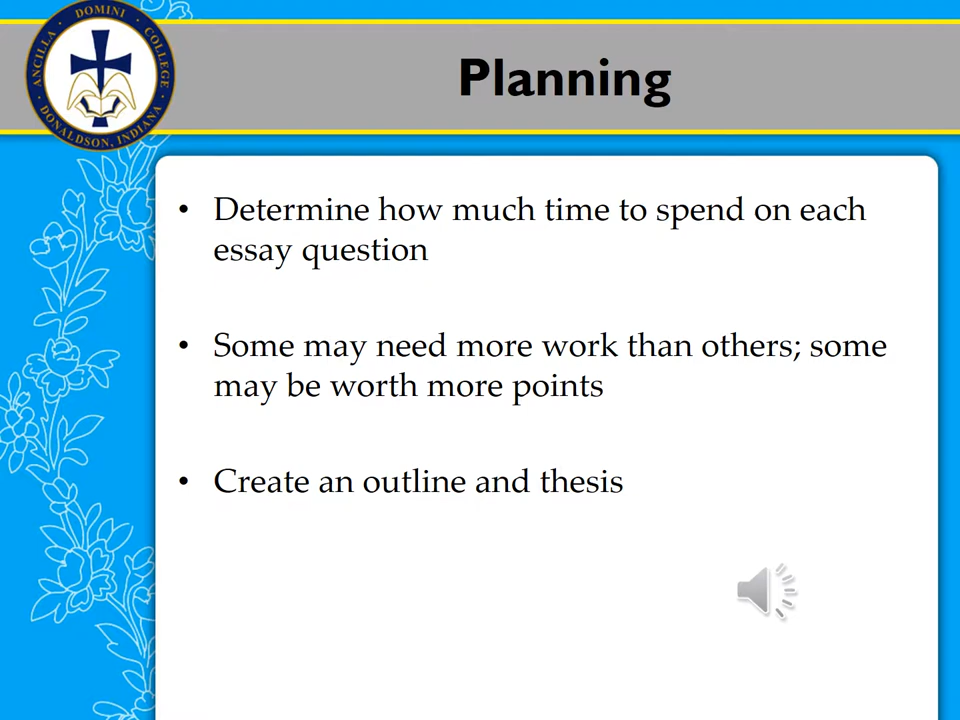 ANCILLA DOMINI COLLEGE
DONALDSON, INDIANA
Planning
• Determine how much time to spend on each
essay question
• Some may need more work than others; some
may be worth more points
• Create an outline and thesis